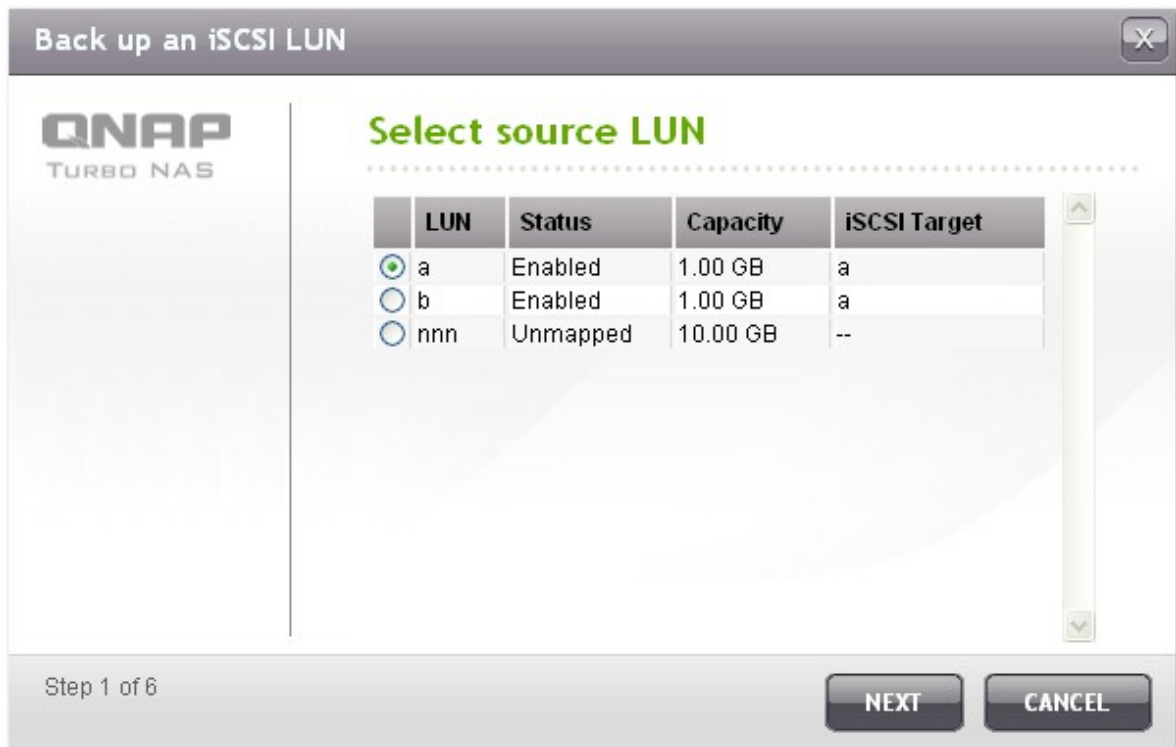 Back up an iSCSI LUN X
QNAP
TURBO NAS
Select source LUN
LUN Status Capacity iSCSI Target
a Enabled 1.00 GB a
b Enabled 1.00 GB a
nnn Unmapped 10.00 GB --
Step 1 of 6
NEXT CANCEL